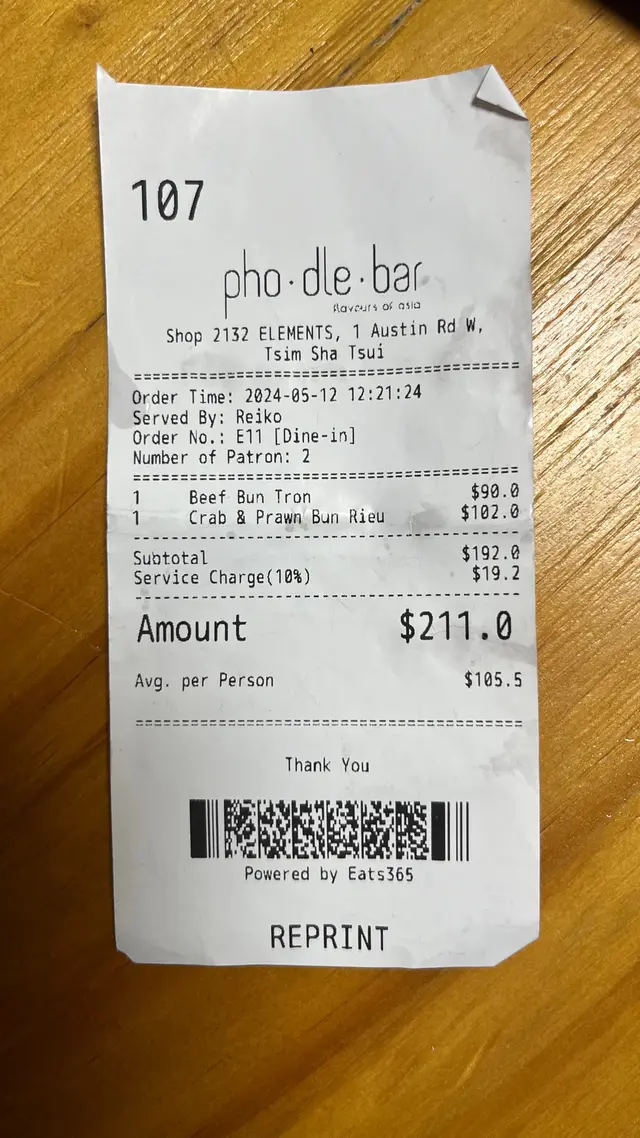 107
pho·dle·bar
flavours of asia
Shop 2132 ELEMENTS, 1 Austin Rd W,
Tsim Sha Tsui
Order Time: 2024-05-12 12:21:24
Served By: Reiko
Order No.: E11 [Dine-in]
Number of Patron: 2
1 Beef Bun Tron $90.0
1 Crab & Prawn Bun Rieu $102.0
Subtotal $192.0
Service Charge(10%) $19.2
Amount $211.0
Avg. per Person $105.5
Thank You
Powered by Eats365
REPRINT